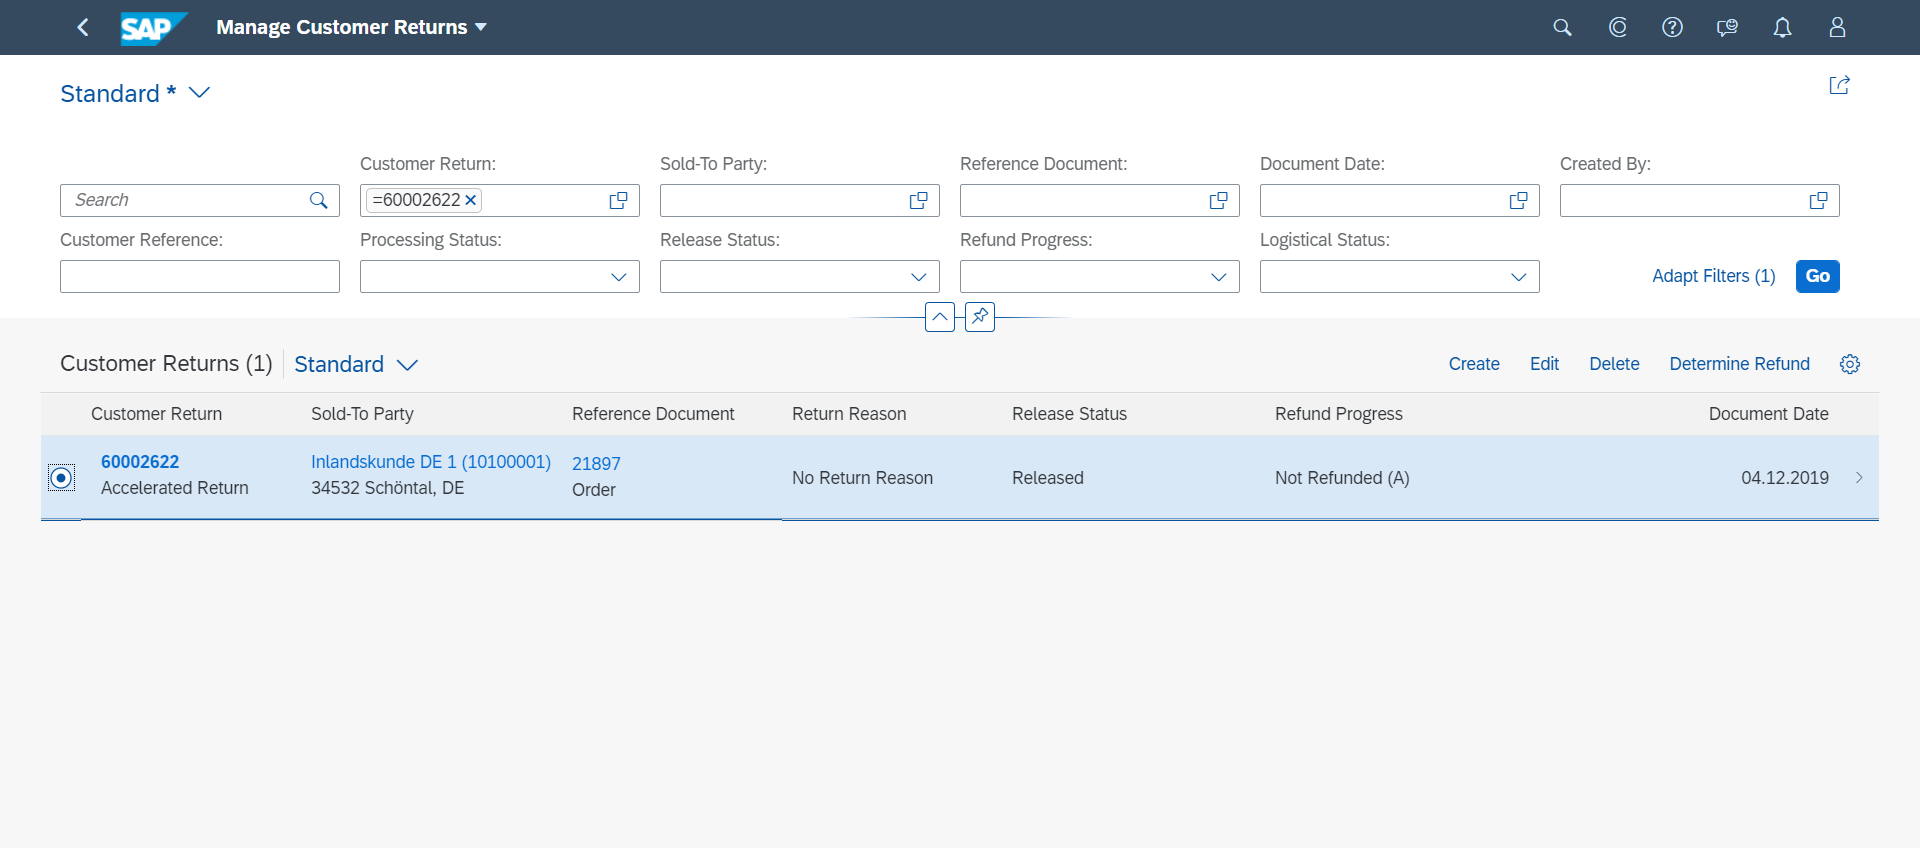 SAP Manage Customer Returns
Standard *
Customer Return: Sold-To Party: Reference Document: Document Date: Created By:
Search =60002622
Customer Reference: Processing Status: Release Status: Refund Progress: Logistical Status:
Adapt Filters (1) Go
Customer Returns (1) Standard Create Edit Delete Determine Refund
Customer Return Sold-To Party Reference Document Return Reason Release Status Refund Progress Document Date
60002622 Inlandskunde DE 1 (10100001) 21897
No Return Reason Released Not Refunded (A) 04.12.2019
Accelerated Return 34532 Schöntal, DE Order